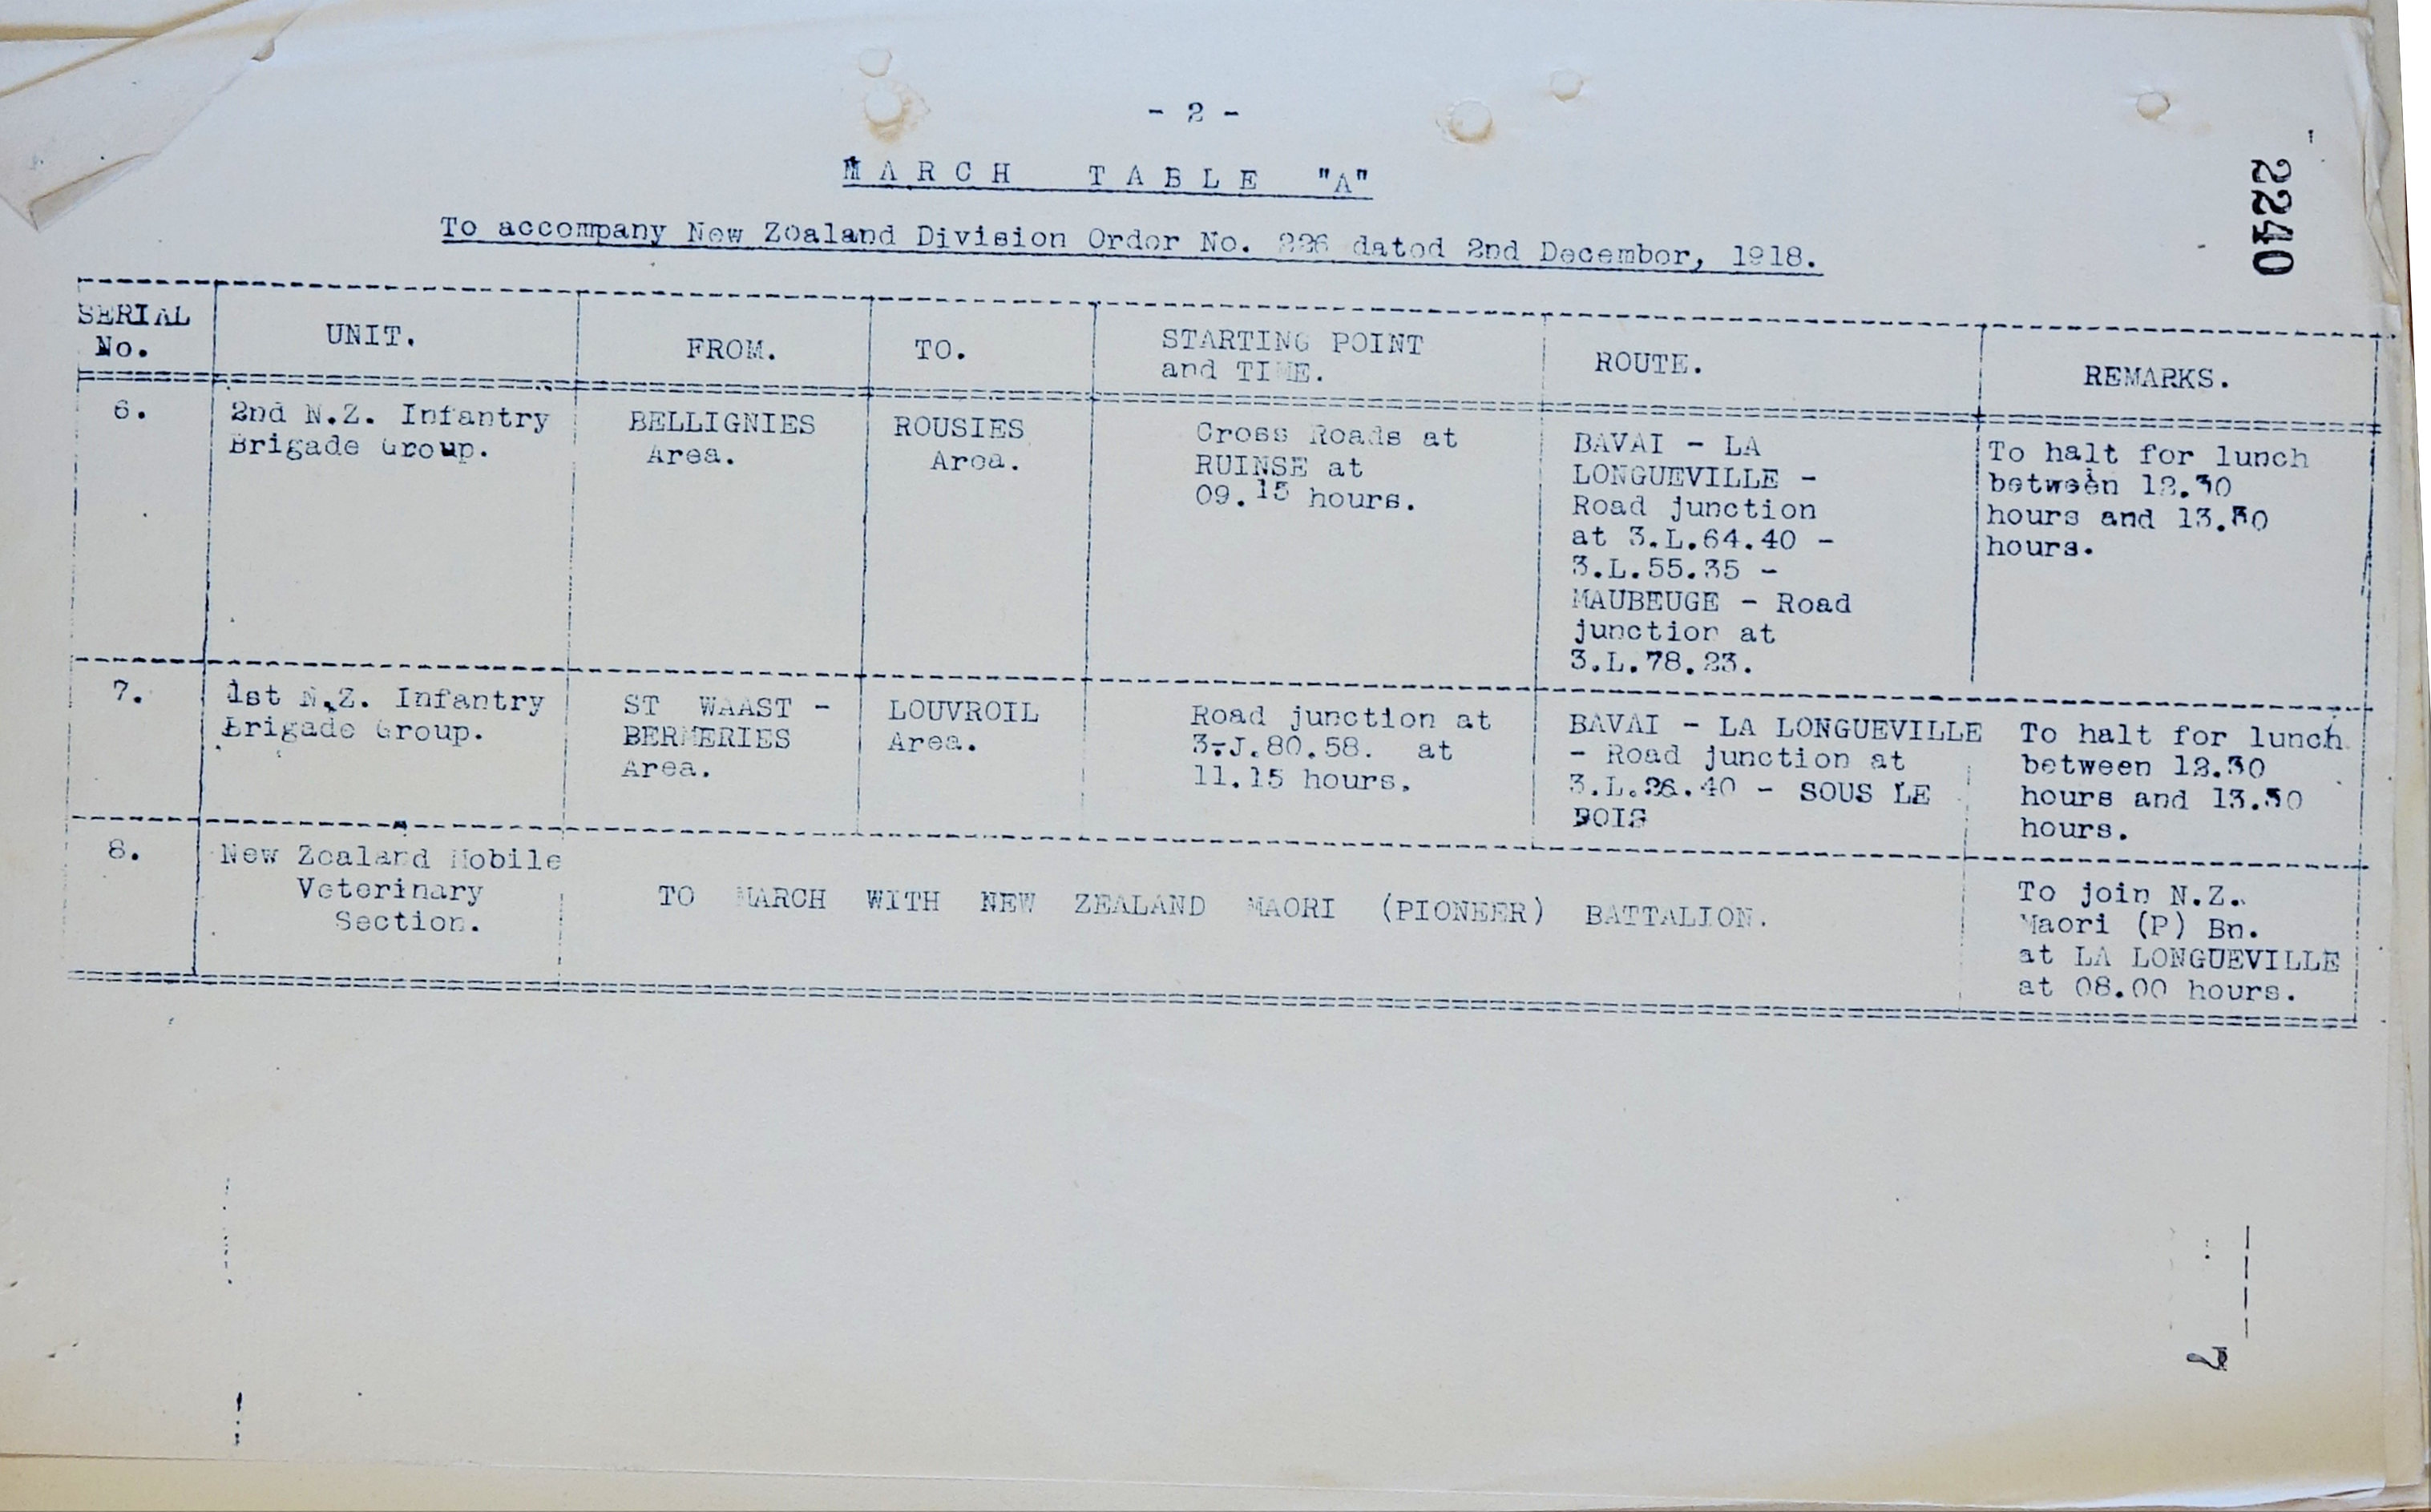 - 2 -
MARCH TABLE "A"
To accompany New Zealand Division Order No. 226 dated 2nd December, 1918.
2240
SERIAL No.
UNIT.
FROM.
TO.
STARTING POINT
and TIME.
ROUTE.
REMARKS.
6.
2nd N.Z. Infantry
Brigade Group.
BELLIGNIES
Area.
ROUSIES
Area.
Cross Roads at
RUINSE at
09.15 hours.
BAVAI - LA
LONGUEVILLE -
Road junction
at 3.L.64.40 -
3.L.55.35 -
MAUBEUGE - Road
junction at
3.L.78.23.
To halt for lunch
between 12.30
hours and 13.30
hours.
7.
1st N.Z. Infantry
Brigade Group.
ST WAAST -
BERMERIES
Area.
LOUVROIL
Area.
Road junction at
3.J.80.58. at
11.15 hours.
BAVAI - LA LONGUEVILLE
- Road junction at
3.L.26.40 - SOUS LE
BOIS
To halt for lunch
between 12.30
hours and 13.30
hours.
8.
New Zealand Mobile
Veterinary
Section.
TO MARCH WITH NEW ZEALAND MAORI (PIONEER) BATTALION.
To join N.Z.
Maori (P) Bn.
at LA LONGUEVILLE
at 08.00 hours.
7